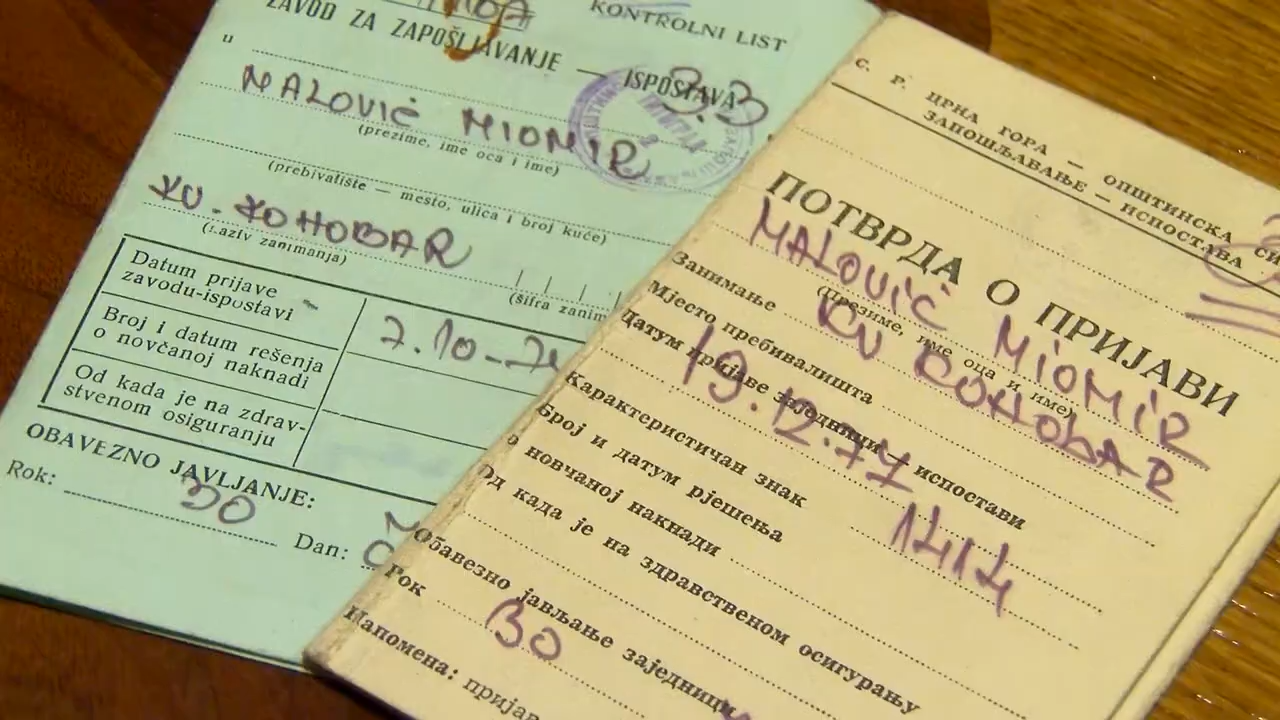 KONTROLNI LIST
ZAVOD ZA ZAPOŠLJAVANJE — ISPOSTAVA
u
MALOVIĆ MIOMIR
(prezime, ime oca i ime)
(prebivalište — mesto, ulica i broj kuće)
KV. KONOBAR
(naziv zanimanja)
(šifra zanim
Datum prijave
zavodu-ispostavi
7.10-7
Broj i datum rešenja
o novčanoj naknadi
Od kada je na zdrav-
stvenom osiguranju
OBAVEZNO JAVLJANJE:
Rok: 30
Dan:
С. Р. ЦРНА ГОРА — ОПШТИНСКА СИ
ЗАПОШЉАВАЊЕ — ИСПОСТАВА
ПОТВРДА О ПРИЈАВИ
MALOVIĆ MIOMIR
(презиме, име оца и име)
Занимање KV KONOBAR
Мјесто пребивалишта
Датум пријаве заједници — испостави
19.12.77
Карактеристичан знак 1414
Број и датум рјешења
о новчаној накнади
Од када је на здравственом осигурању
Обавезно јављање заједници
Рок 30
Напомена: пријав